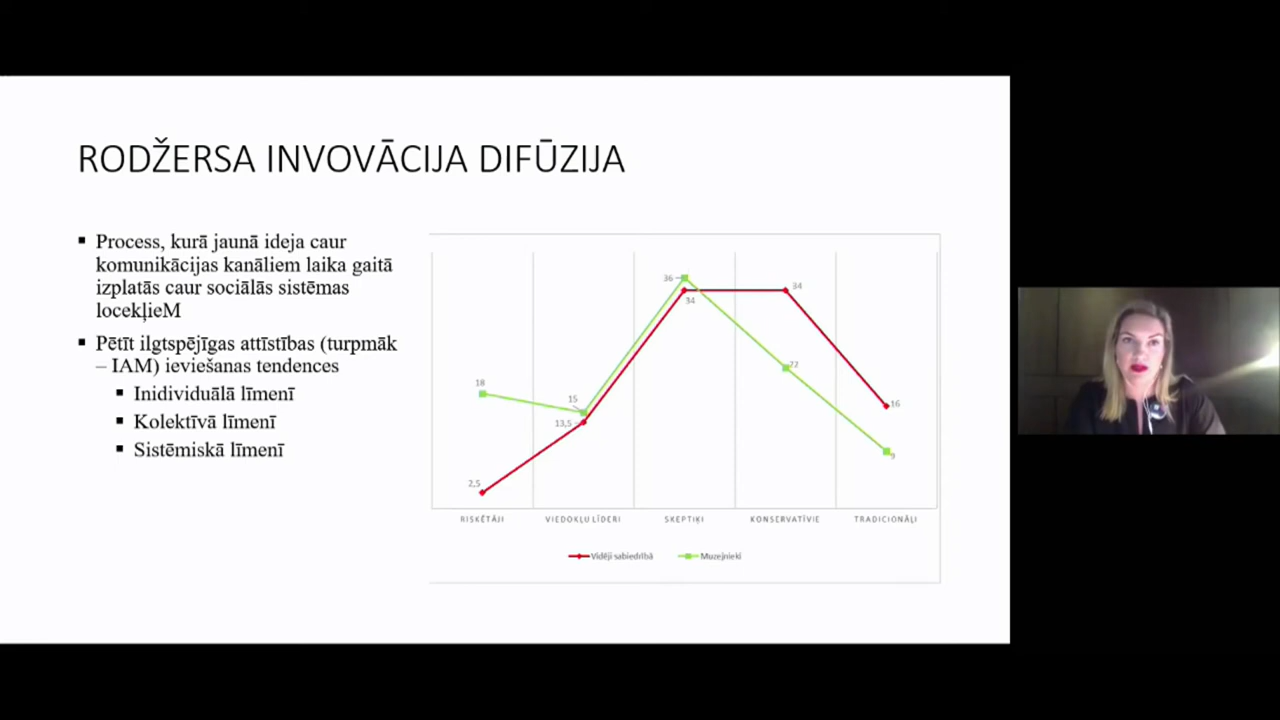 RODŽERSA INVOVĀCIJA DIFŪZIJA
▪ Process, kurā jaunā ideja caur
komunikācijas kanāliem laika gaitā
izplatās caur sociālās sistēmas
locekļieM
▪ Pētīt ilgtspējīgas attīstības (turpmāk
– IAM) ieviešanas tendences
▪ Inidividuālā līmenī
▪ Kolektīvā līmenī
▪ Sistēmiskā līmenī
36
34
34
22
18
15
13,5
16
9
2,5
RISKĒTĀJI VIEDOKĻU LĪDERI SKEPTIĶI KONSERVATĪVIE TRADICIONĀĻI
Vidēji sabiedrībā Muzejnieki